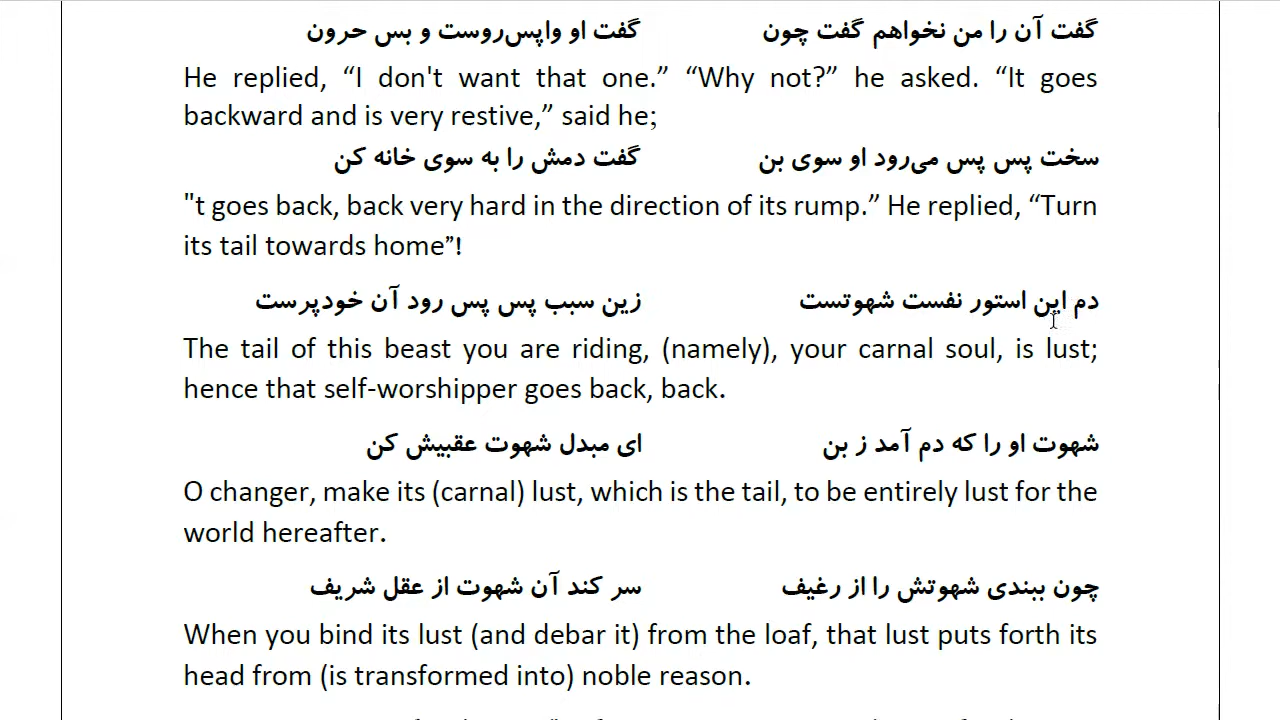 گفت آن را من نخواهم گفت چون گفت او واپس‌روست و بس حرون
He replied, “I don't want that one.” “Why not?” he asked. “It goes
backward and is very restive,” said he;
سخت پس پس می‌رود او سوی بن گفت دمش را به سوی خانه کن
"t goes back, back very hard in the direction of its rump.” He replied, “Turn
its tail towards home”!
دم این استور نفست شهوتست زین سبب پس پس رود آن خودپرست
The tail of this beast you are riding, (namely), your carnal soul, is lust;
hence that self-worshipper goes back, back.
شهوت او را که دم آمد ز بن ای مبدل شهوت عقبیش کن
O changer, make its (carnal) lust, which is the tail, to be entirely lust for the
world hereafter.
چون ببندی شهوتش را از رغیف سر کند آن شهوت از عقل شریف
When you bind its lust (and debar it) from the loaf, that lust puts forth its
head from (is transformed into) noble reason.